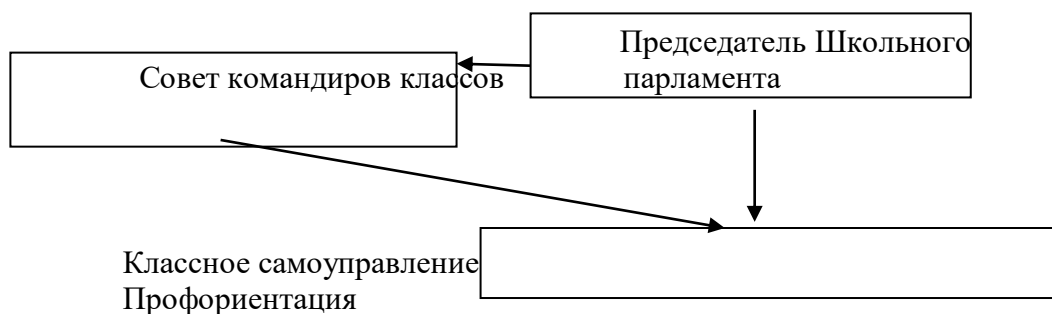 Председатель Школьного
парламента
Совет командиров классов
Классное самоуправление
Профориентация